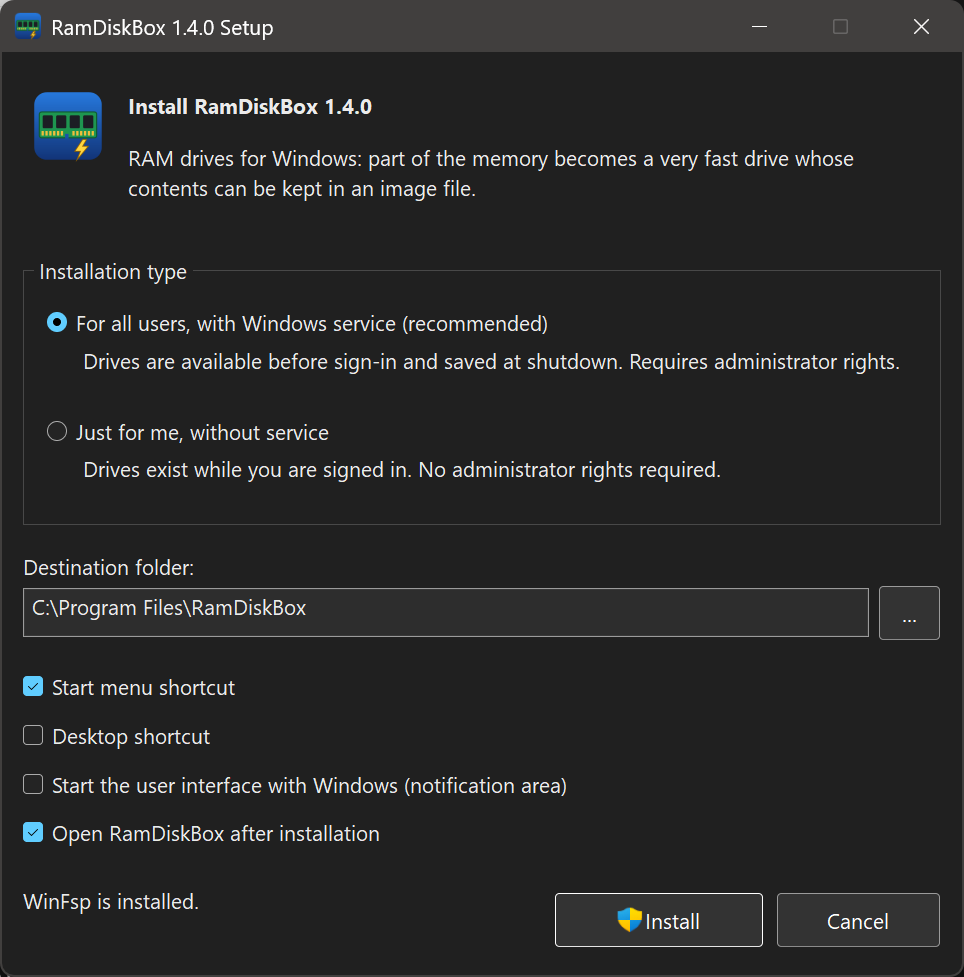 RamDiskBox 1.4.0 Setup
Install RamDiskBox 1.4.0
RAM drives for Windows: part of the memory becomes a very fast drive whose
contents can be kept in an image file.
Installation type
For all users, with Windows service (recommended)
Drives are available before sign-in and saved at shutdown. Requires administrator rights.
Just for me, without service
Drives exist while you are signed in. No administrator rights required.
Destination folder:
C:\Program Files\RamDiskBox
...
Start menu shortcut
Desktop shortcut
Start the user interface with Windows (notification area)
Open RamDiskBox after installation
WinFsp is installed.
Install
Cancel